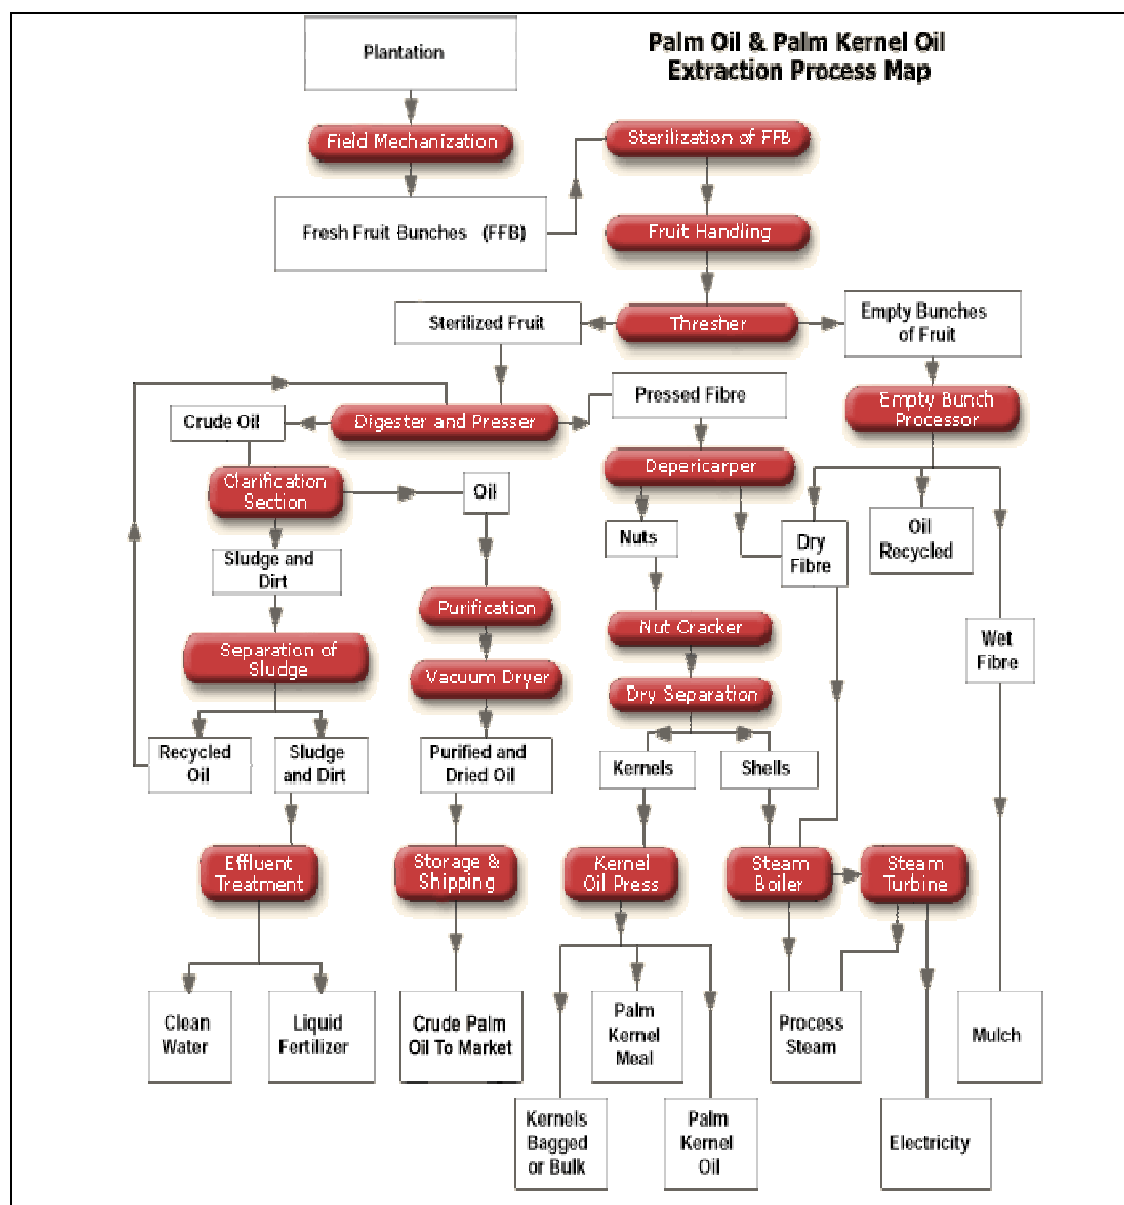 Palm Oil & Palm Kernel Oil
Extraction Process Map
Plantation
Field Mechanization
Sterilization of FFB
Fresh Fruit Bunches (FFB)
Fruit Handling
Sterilized Fruit
Thresher
Empty Bunches
of Fruit
Pressed Fibre
Crude Oil
Digester and Presser
Empty Bunch
Processor
Depericarper
Clarification
Section
Oil
Nuts
Dry
Fibre
Oil
Recycled
Sludge and
Dirt
Purification
Nut Cracker
Wet
Fibre
Separation of
Sludge
Vacuum Dryer
Dry Separation
Recycled
Oil
Sludge
and Dirt
Purified and
Dried Oil
Kernels
Shells
Effluent
Treatment
Storage &
Shipping
Kernel
Oil Press
Steam
Boiler
Steam
Turbine
Clean
Water
Liquid
Fertilizer
Crude Palm
Oil To Market
Palm
Kernel
Meal
Process
Steam
Mulch
Kernels
Bagged
or Bulk
Palm
Kernel
Oil
Electricity